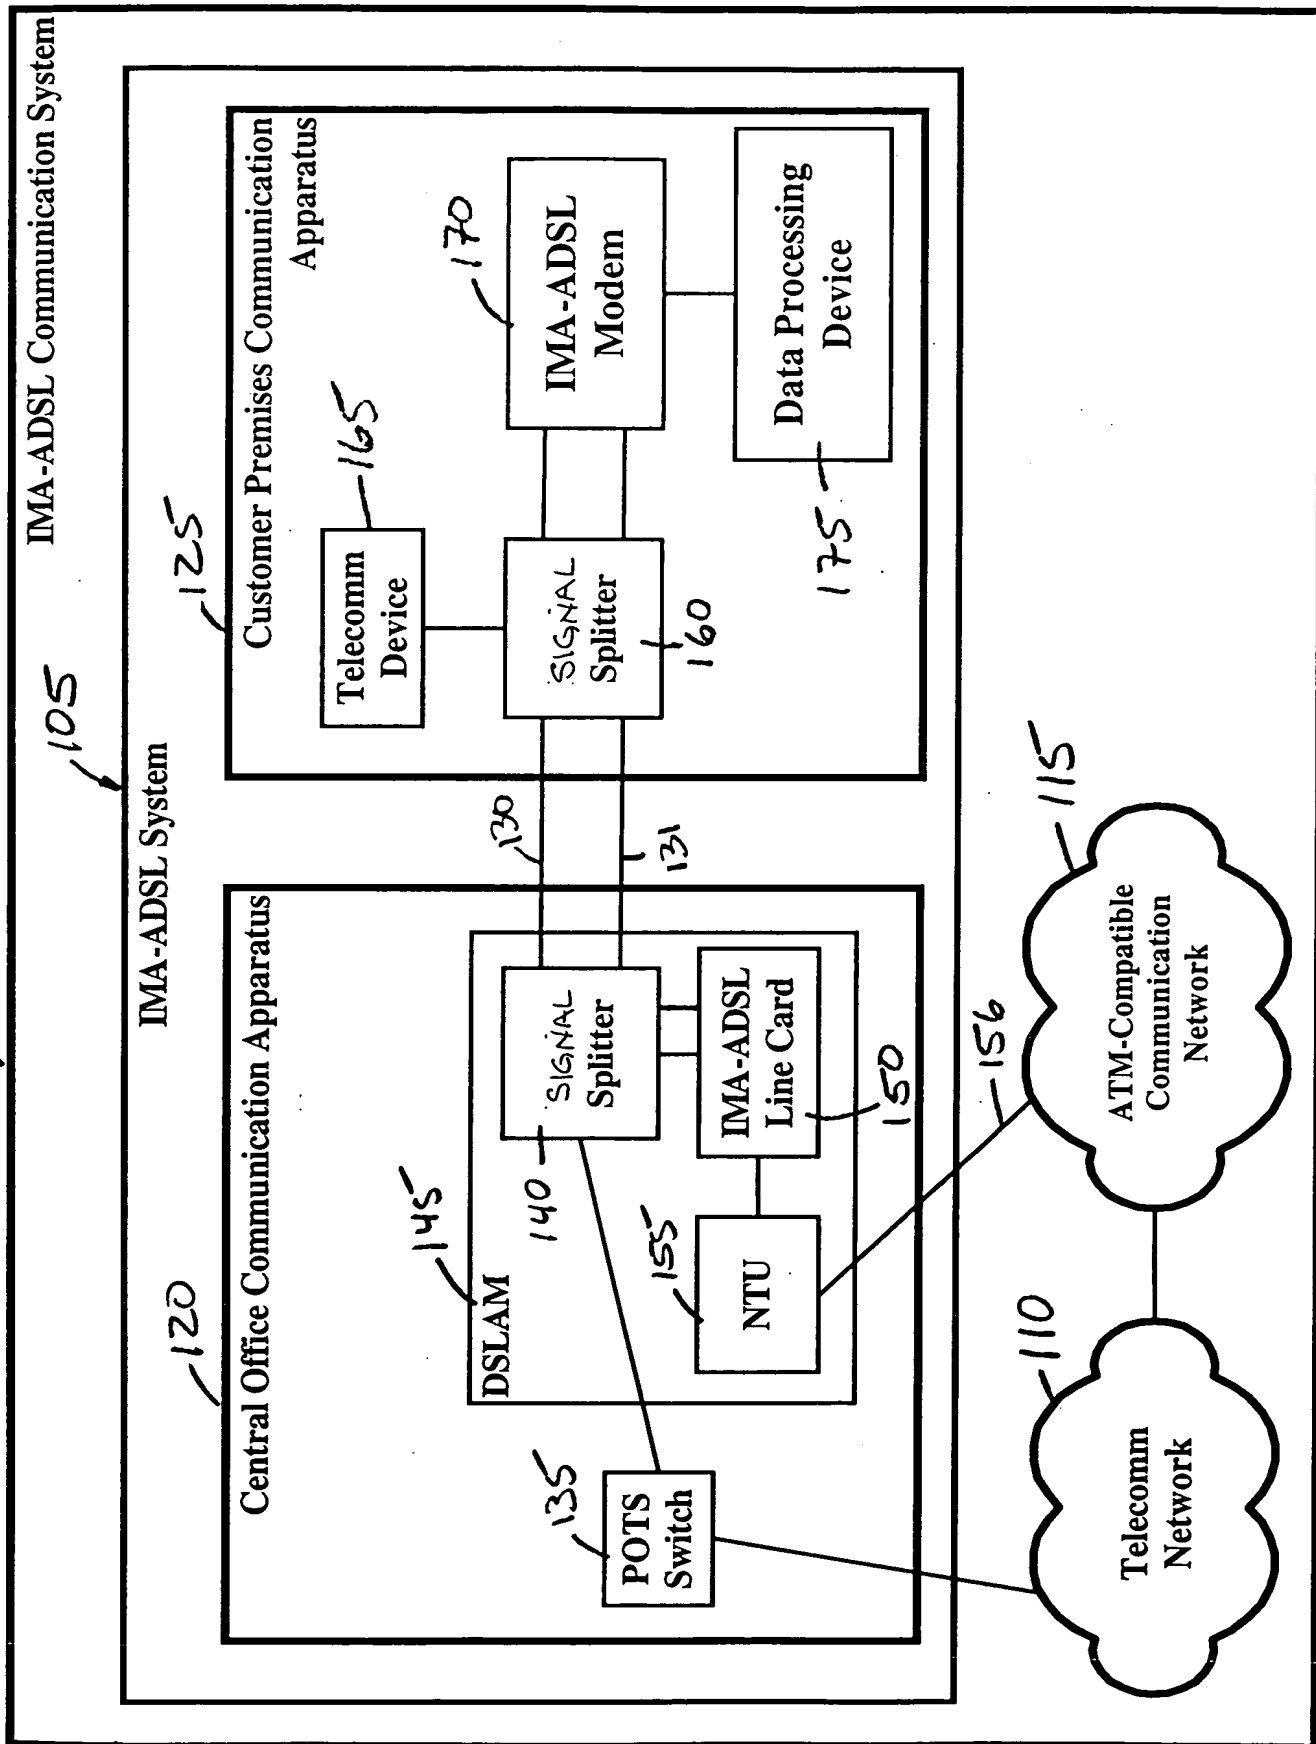 IMA-ADSL Communication System
105
IMA-ADSL System
120
Central Office Communication Apparatus
145
DSLAM
140
SIGNAL
Splitter
135
POTS
Switch
155
NTU
IMA-ADSL
Line Card
150
130
131
125
Customer Premises Communication
Apparatus
165
Telecomm
Device
SIGNAL
Splitter
160
170
IMA-ADSL
Modem
Data Processing
Device
175
156
110
Telecomm
Network
115
ATM-Compatible
Communication
Network